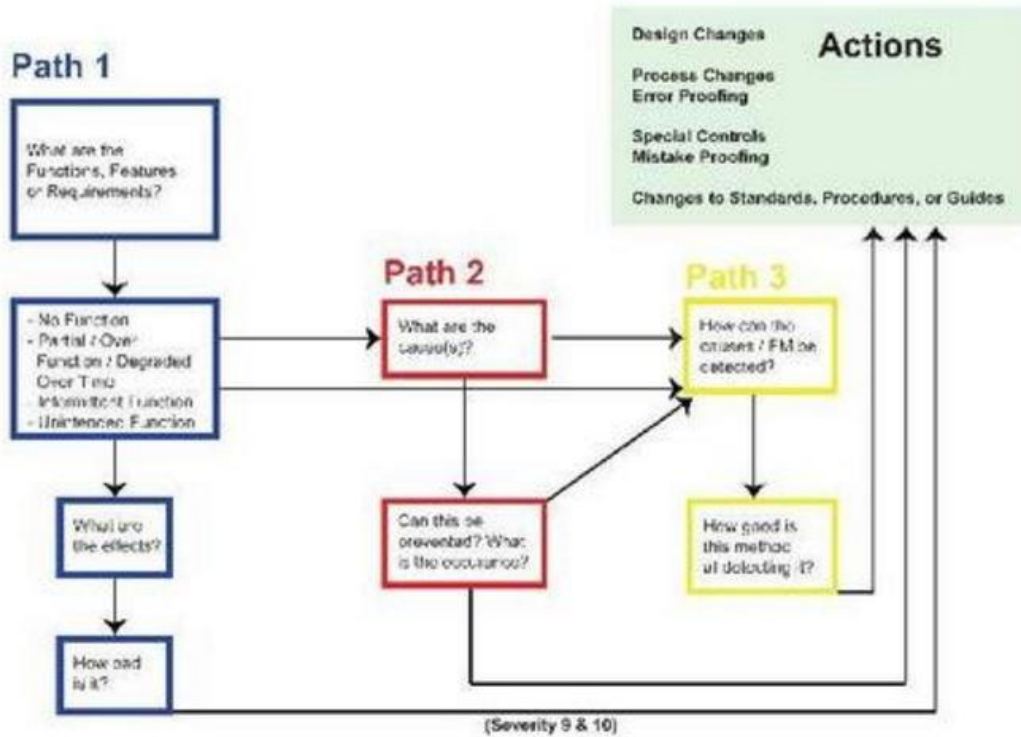 Design Changes
Actions
Process Changes
Error Proofing
Special Controls
Mistake Proofing
Changes to Standards, Procedures, or Guides
Path 1
What are the
Functions, Features
or Requirements?
- No Function
- Partial / Over
Function / Degraded
Over Time
- Intermittent Function
- Unintended Function
What are
the effects?
How bad
is it?
Path 2
What are the
cause(s)?
Can this be
prevented? What
is the
Path 3
How can the
causes / FM be
detected?
How good is
this method
at detecting it?
(Severity 9 & 10)